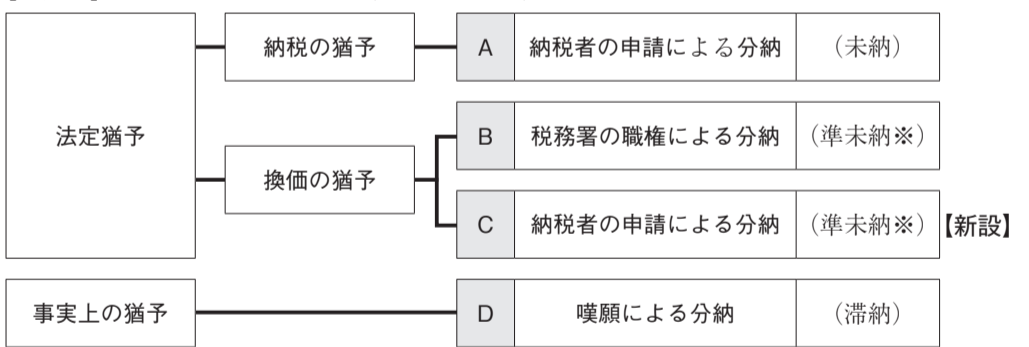 納税の猶予 A 納税者の申請による分納 （未納）
法定猶予 B 税務署の職権による分納 （準未納※）
換価の猶予
C 納税者の申請による分納 （準未納※）【新設】
事実上の猶予 D 嘆願による分納 （滞納）